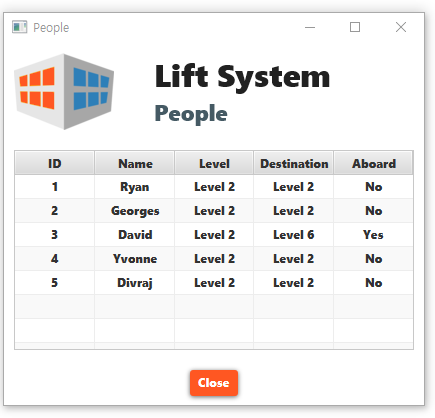 People
Lift System
People
ID Name Level Destination Aboard
1 Ryan Level 2 Level 2 No
2 Georges Level 2 Level 2 No
3 David Level 2 Level 6 Yes
4 Yvonne Level 2 Level 2 No
5 Divraj Level 2 Level 2 No
Close